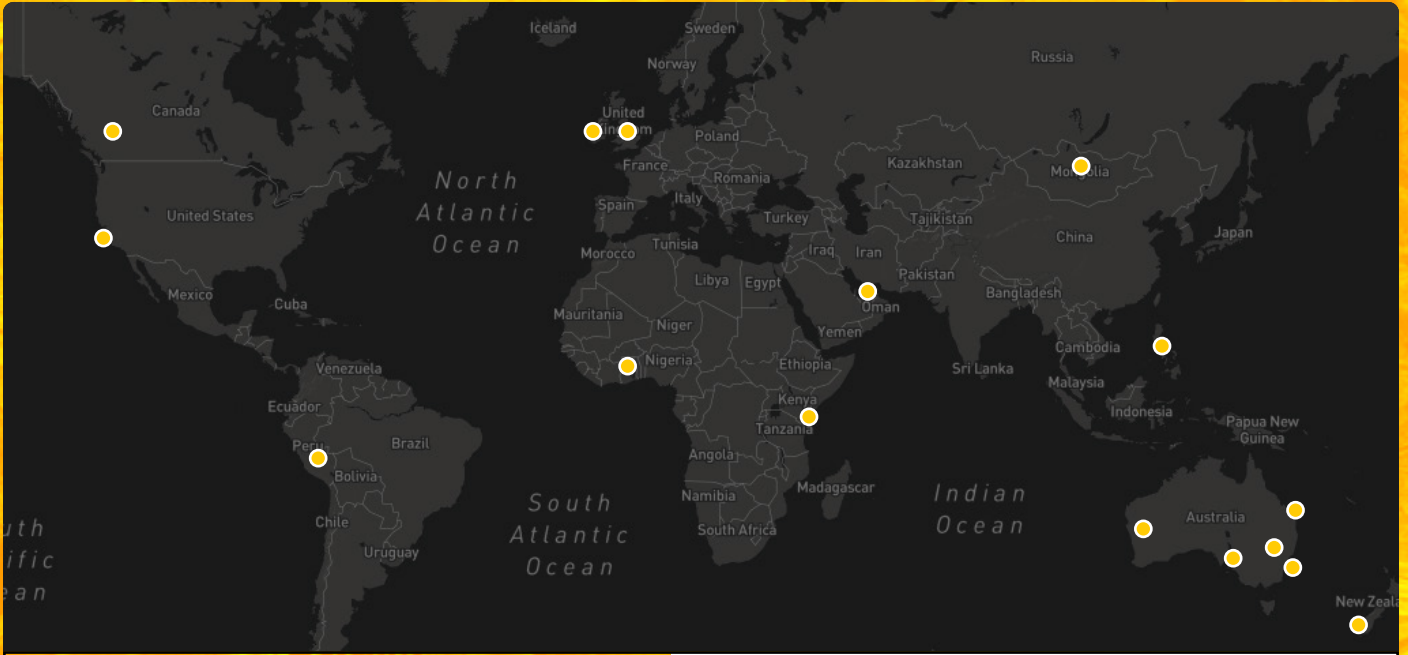 Iceland
Sweden
Norway
Russia
Canada
United
Poland
Kazakhstan
Mongolia
France
Romania
North
Atlantic
Ocean
Italy
Spain
United States
Turkey
Tajikistan
China
Japan
Morocco
Tunisia
Iraq
Iran
Pakistan
Libya
Egypt
Mexico
Cuba
Bangladesh
Oman
Mauritania
Niger
Yemen
Cambodia
Nigeria
Ethiopia
Venezuela
Sri Lanka
Malaysia
Kenya
Ecuador
Indonesia
Papua New
Guinea
Tanzania
Peru
Brazil
Angola
Bolivia
Madagascar
Namibia
South
Atlantic
Ocean
Indian
Ocean
Australia
Chile
South Africa
uth
ific
ean
Uruguay
New Zeala